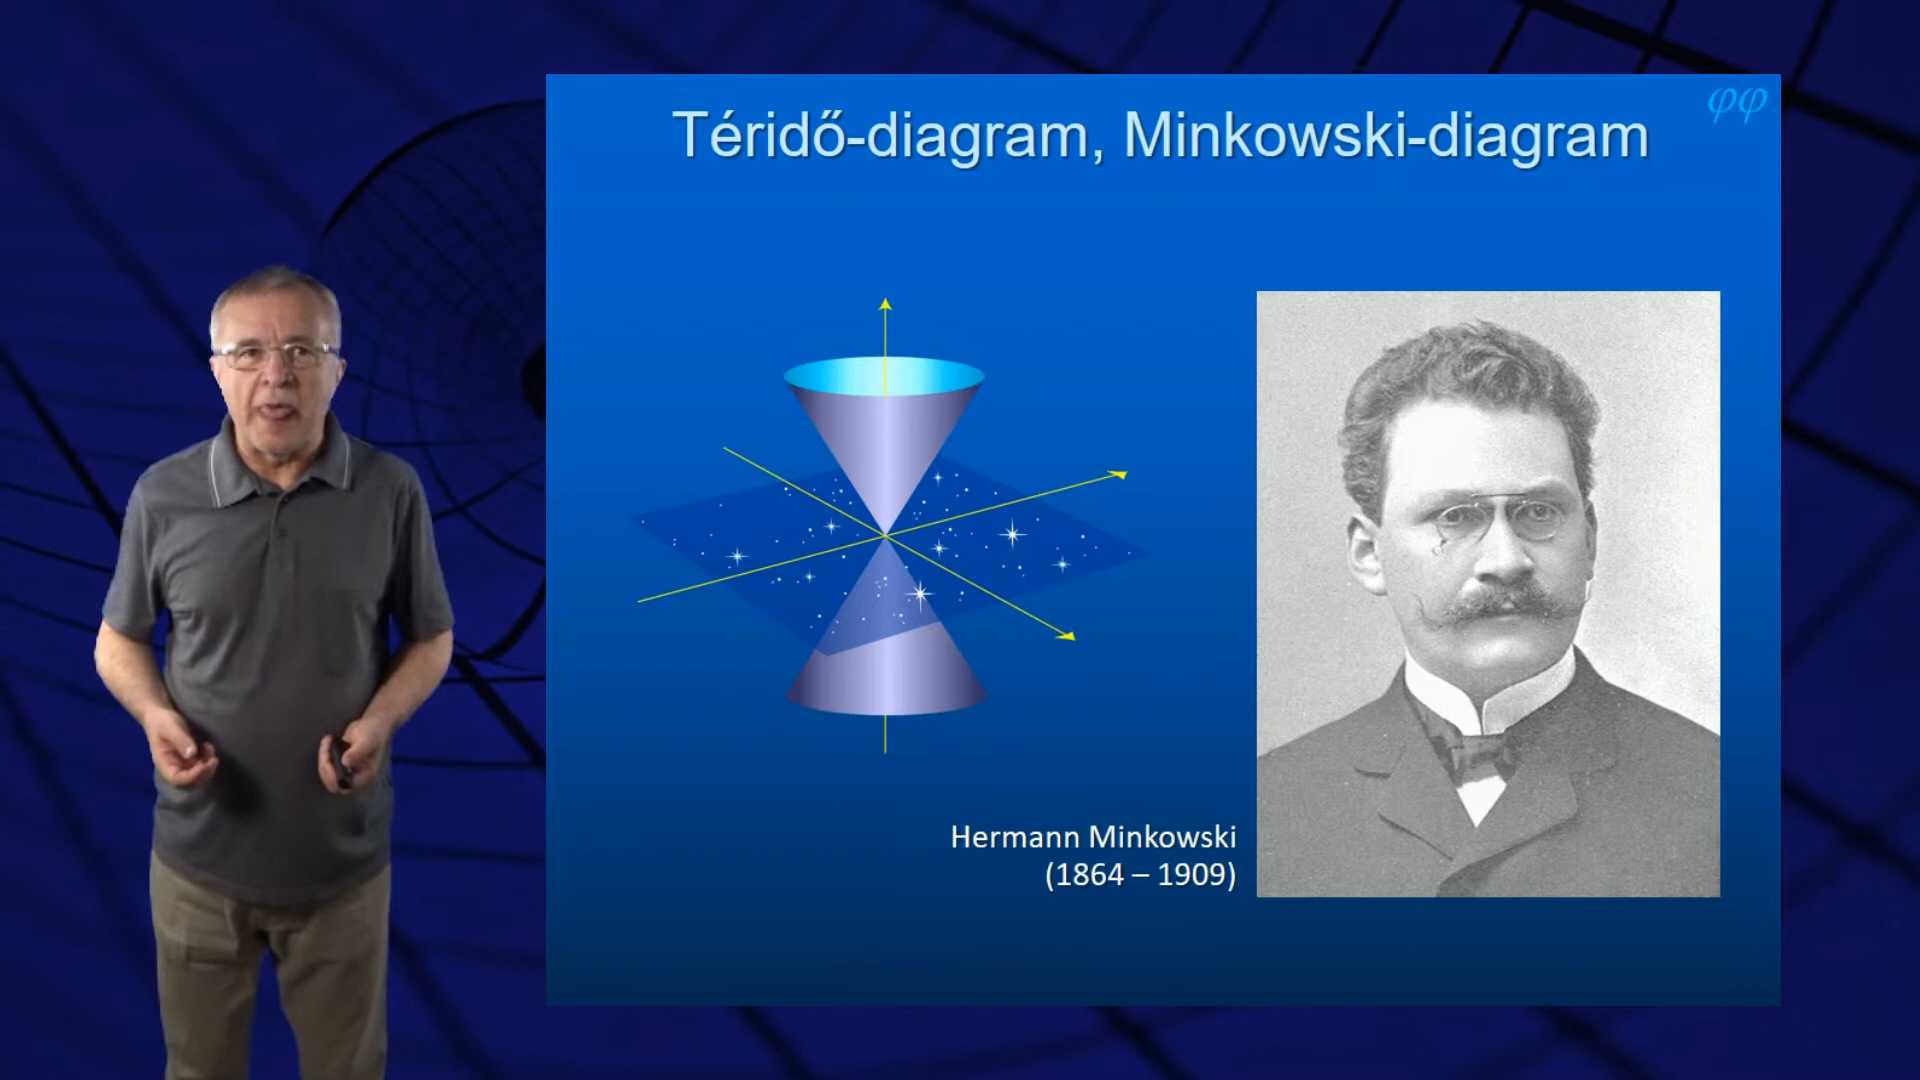 φφ
Téridő-diagram, Minkowski-diagram
Hermann Minkowski
(1864 – 1909)